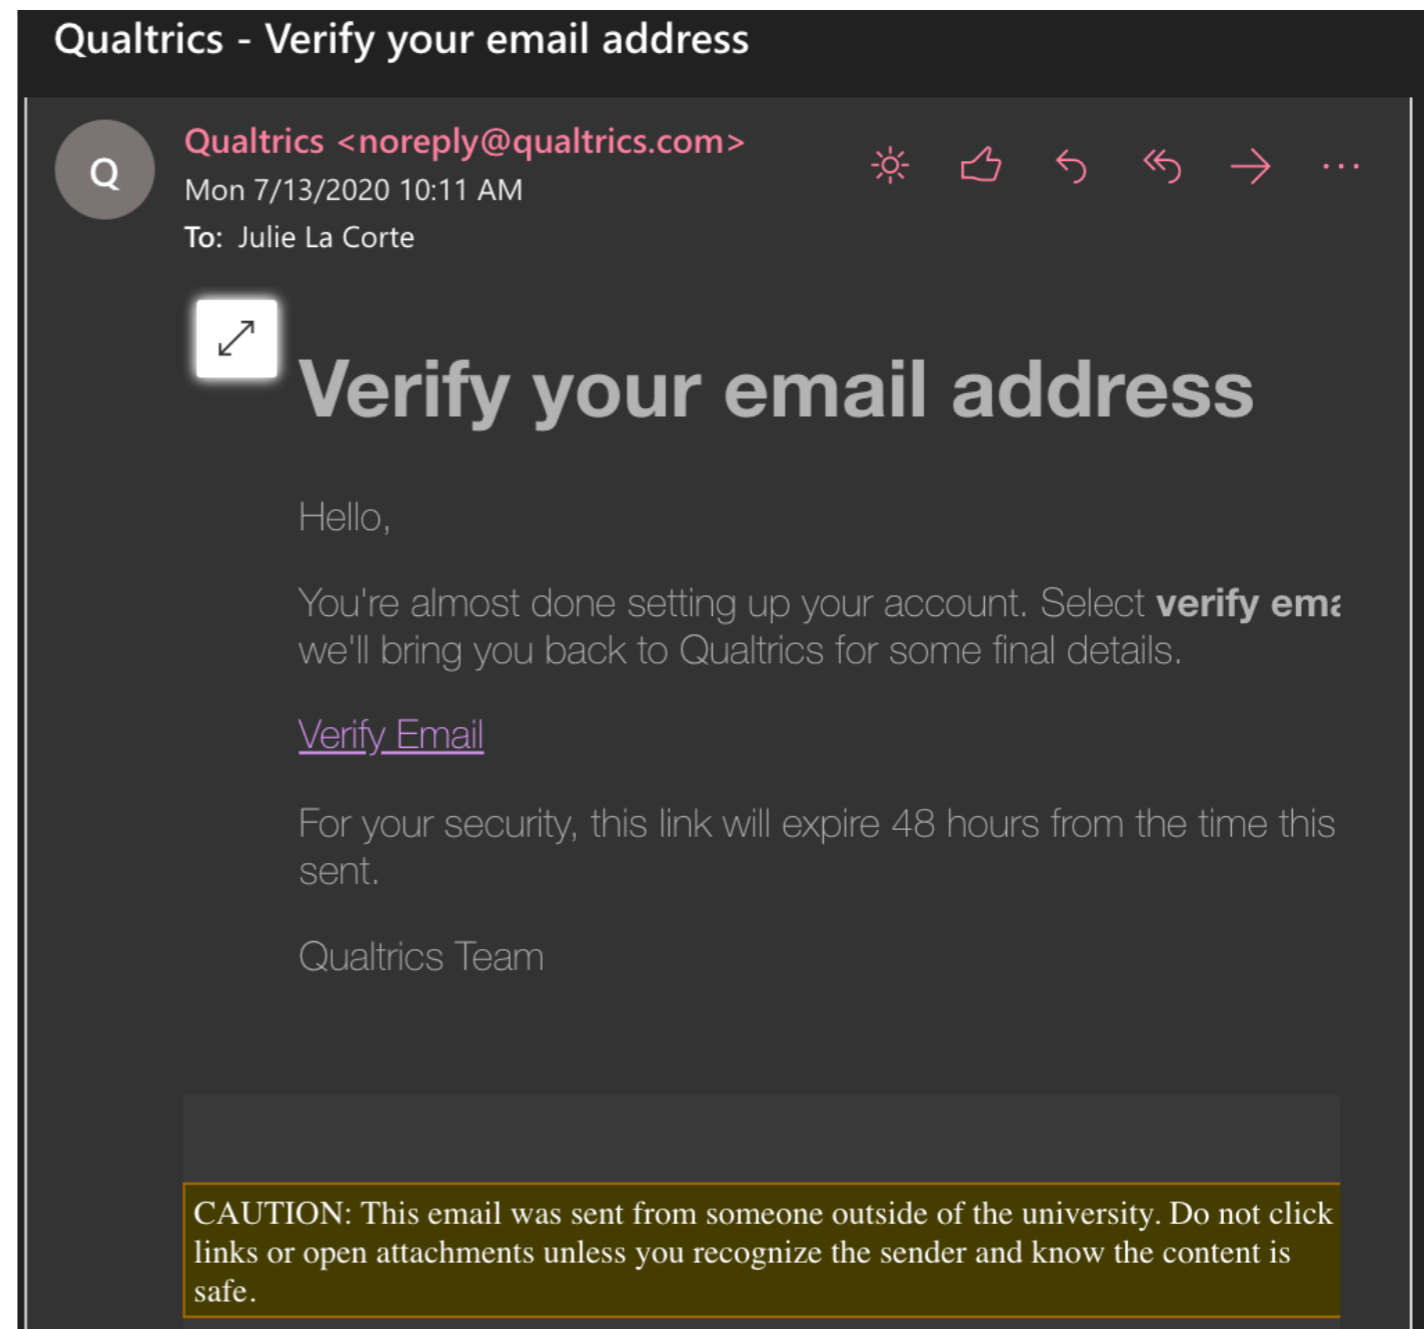 Qualtrics - Verify your email address
Q
Qualtrics <noreply@qualtrics.com>
Mon 7/13/2020 10:11 AM
To: Julie La Corte
Verify your email address
Hello,
You're almost done setting up your account. Select verify ema
we'll bring you back to Qualtrics for some final details.
Verify Email
For your security, this link will expire 48 hours from the time this
sent.
Qualtrics Team
CAUTION: This email was sent from someone outside of the university. Do not click
links or open attachments unless you recognize the sender and know the content is
safe.